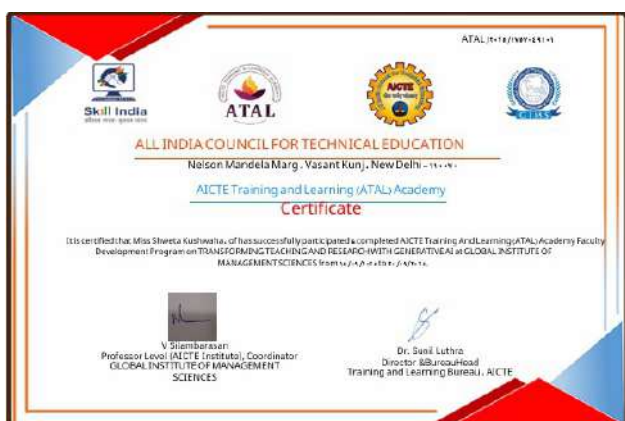 ATAL
Skill India
ATAL
AICTE
GIMS
ALL INDIA COUNCIL FOR TECHNICAL EDUCATION
Nelson Mandela Marg, Vasant Kunj, New Delhi –
AICTE Training and Learning (ATAL) Academy
Certificate
It is certified that Miss Shweta Kushwaha, of has successfully participated & completed AICTE Training And Learning (ATAL) Academy Faculty
Development Program on TRANSFORMING TEACHING AND RESEARCH WITH GENERATIVE AI at GLOBAL INSTITUTE OF
MANAGEMENT SCIENCES from
V Silambarasan
Professor Level (AICTE Institute), Coordinator
GLOBAL INSTITUTE OF MANAGEMENT
SCIENCES
Dr. Sunil Luthra
Director &BureauHead
Training and Learning Bureau, AICTE